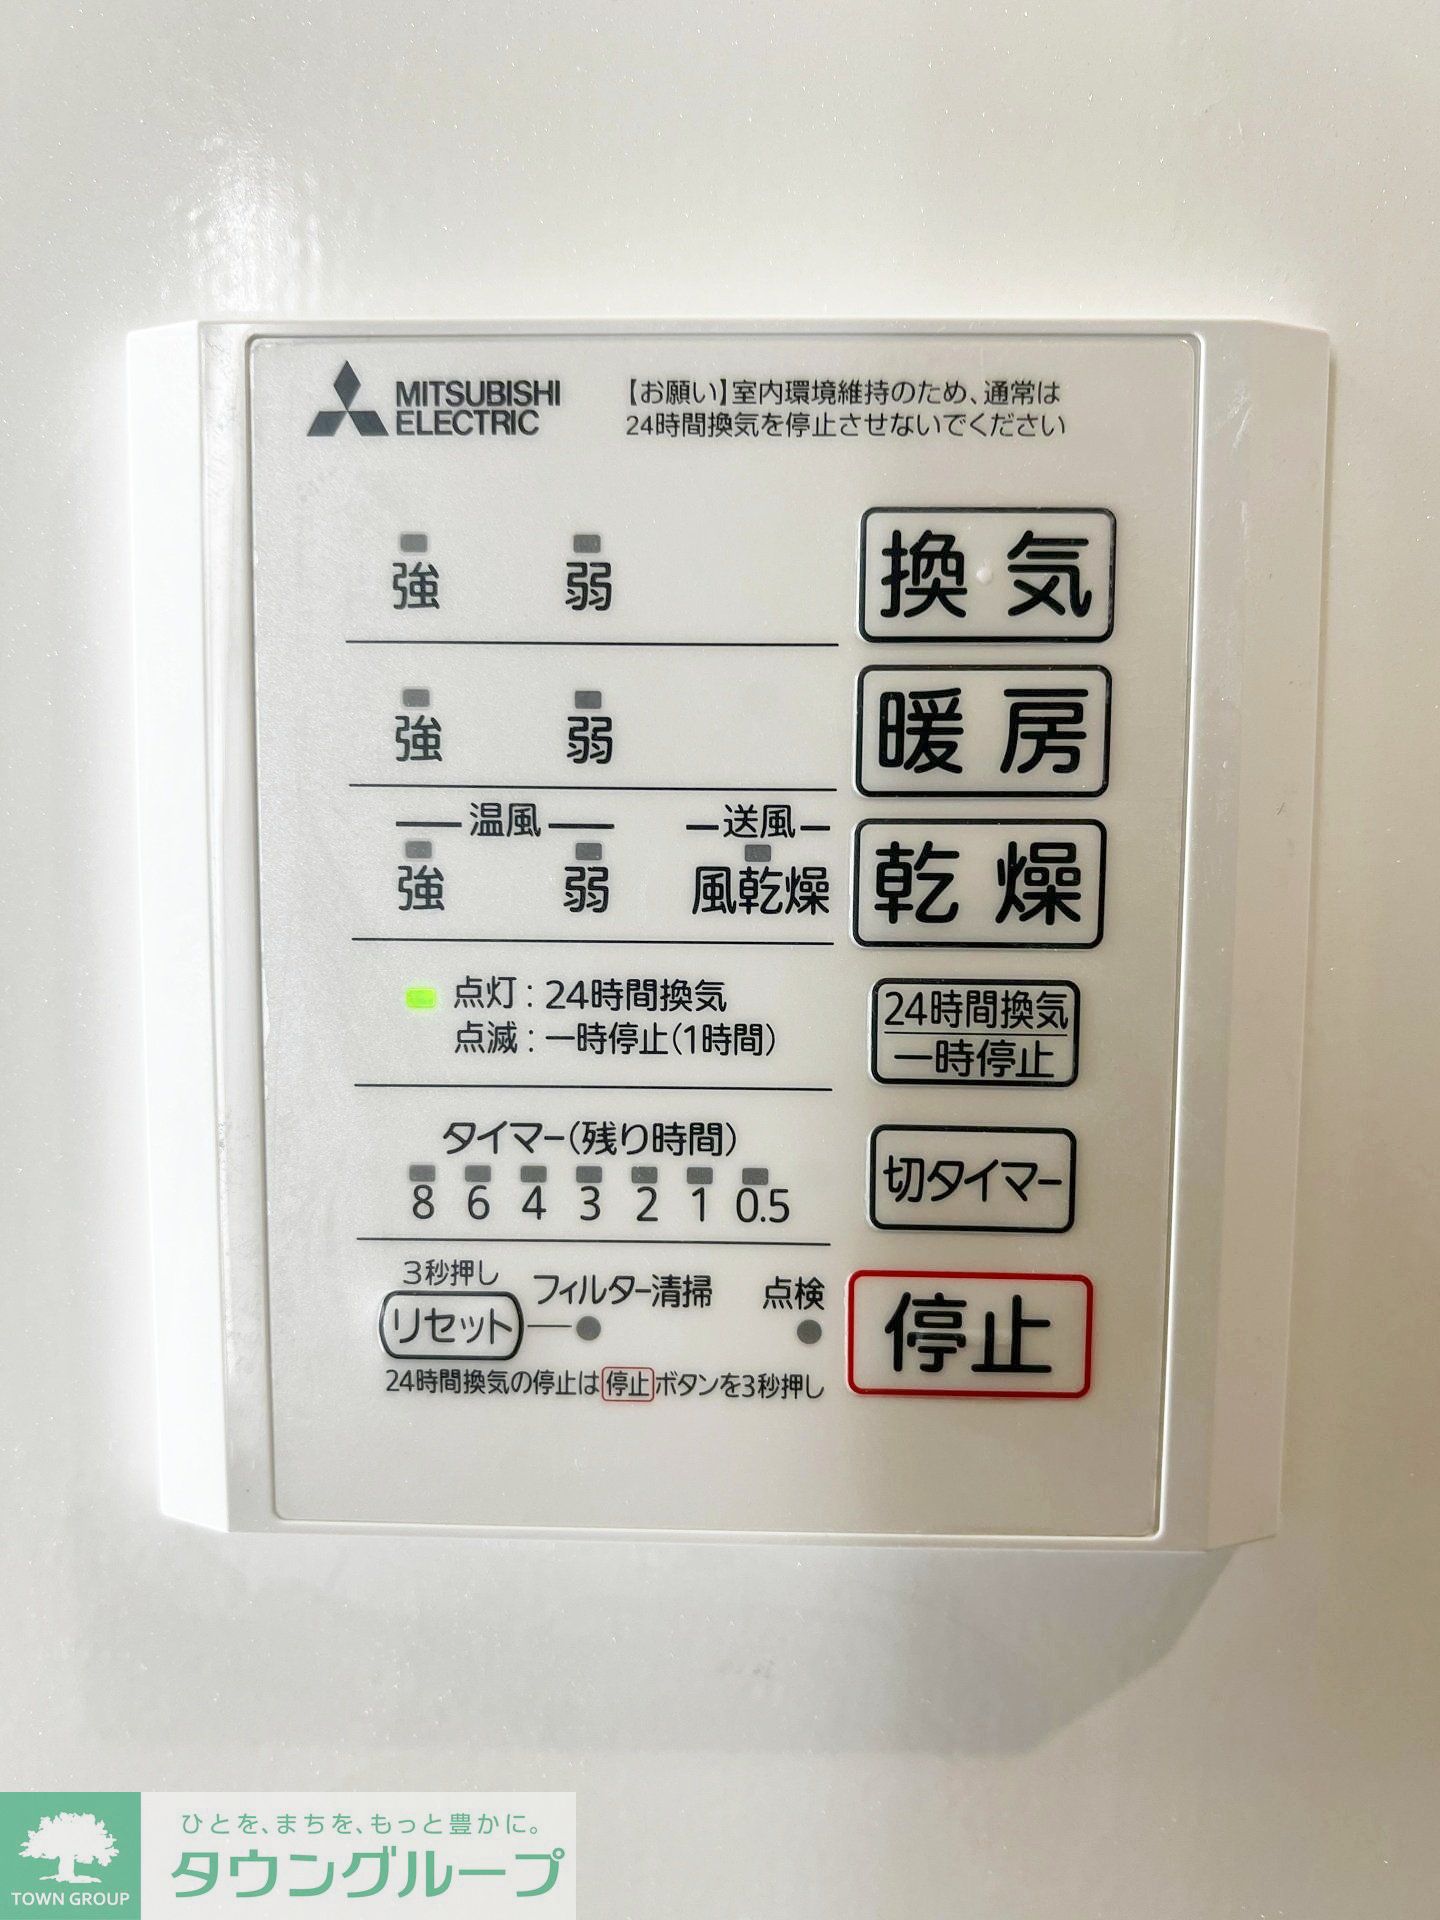 MITSUBISHI
ELECTRIC
【お願い】室内環境維持のため、通常は
24時間換気を停止させないでください
強 弱 換気
強 弱 暖房
温風 送風
強 弱 風乾燥 乾燥
点灯:24時間換気
点滅:一時停止(1時間)
24時間換気
一時停止
タイマー(残り時間)
8 6 4 3 2 1 0.5
切タイマー
3秒押し
リセット フィルター清掃 点検
停止
24時間換気の停止は停止ボタンを3秒押し
ひとを、まちを、もっと豊かに。
タウングループ
TOWN GROUP